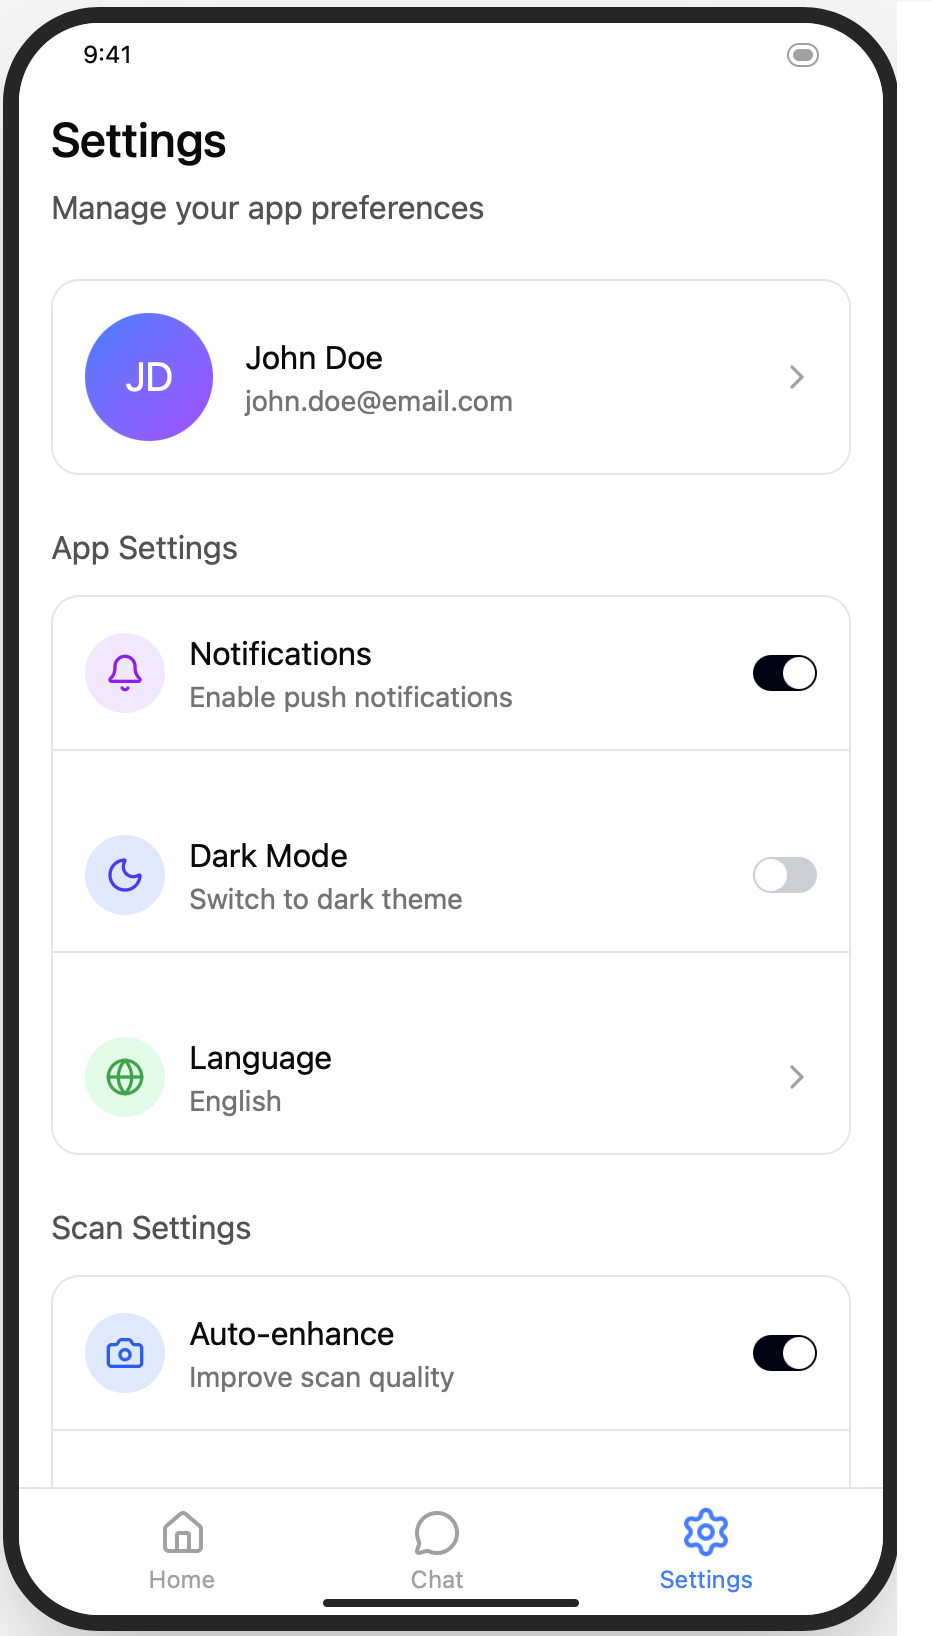 9:41
Settings
Manage your app preferences
JD
John Doe
john.doe@email.com
App Settings
Notifications
Enable push notifications
Dark Mode
Switch to dark theme
Language
English
Scan Settings
Auto-enhance
Improve scan quality
Home
Chat
Settings